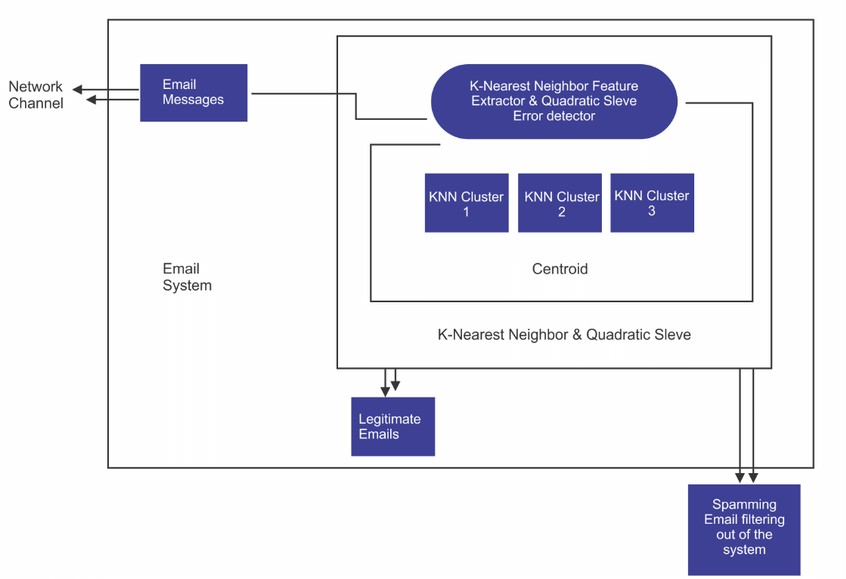 Network
Channel
Email
Messages
K-Nearest Neighbor Feature
Extractor & Quadratic Sleve
Error detector
KNN Cluster
1
KNN Cluster
2
KNN Cluster
3
Email
System
Centroid
K-Nearest Neighbor & Quadratic Sleve
Legitimate
Emails
Spamming
Email filtering
out of the
system